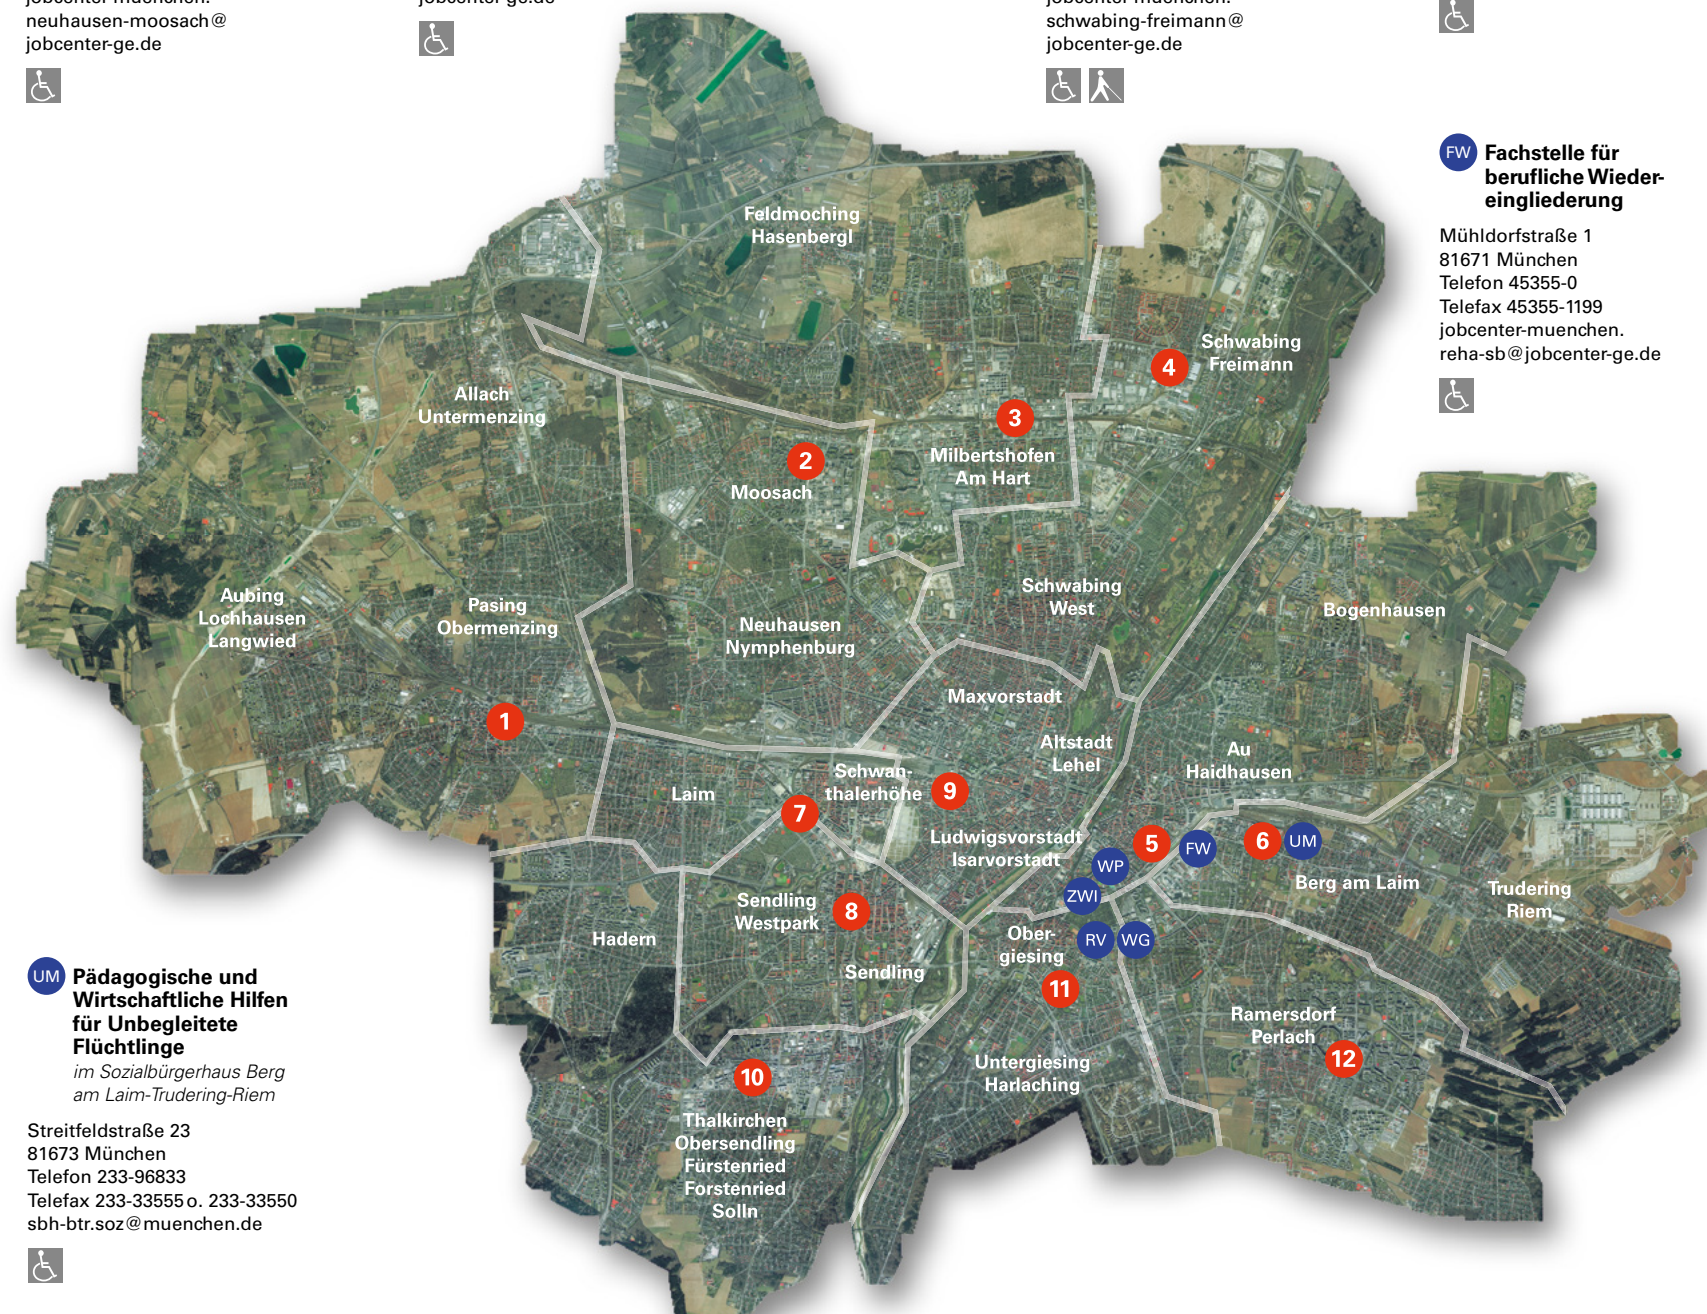 jobcenter-muenchen.
neuhausen-moosach@
jobcenter-ge.de
jobcenter-ge.de
jobcenter-muenchen.
schwabing-freimann@
jobcenter-ge.de
FW Fachstelle für
berufliche Wieder-
eingliederung
Mühldorfstraße 1
81671 München
Telefon 45355-0
Telefax 45355-1199
jobcenter-muenchen.
reha-sb@jobcenter-ge.de
Feldmoching
Hasenbergl
Schwabing
Freimann
4
Allach
Untermenzing
3
Milbertshofen
Am Hart
2
Moosach
Aubing
Lochhausen
Langwied
Pasing
Obermenzing
Neuhausen
Nymphenburg
Schwabing
West
Bogenhausen
1
Maxvorstadt
Altstadt
Lehel
Au
Haidhausen
Laim
Schwan-
thalerhöhe
9
7
Ludwigsvorstadt
Isarvorstadt
5
FW
6
UM
WP
ZWI
Berg am Laim
Trudering
Riem
Sendling
Westpark
8
Hadern
Sendling
Ober-
giesing
RV
WG
11
Ramersdorf
Perlach
12
Untergiesing
Harlaching
10
Thalkirchen
Obersendling
Fürstenried
Forstenried
Solln
UM Pädagogische und
Wirtschaftliche Hilfen
für Unbegleitete
Flüchtlinge
im Sozialbürgerhaus Berg
am Laim-Trudering-Riem
Streitfeldstraße 23
81673 München
Telefon 233-96833
Telefax 233-33555 o. 233-33550
sbh-btr.soz@muenchen.de